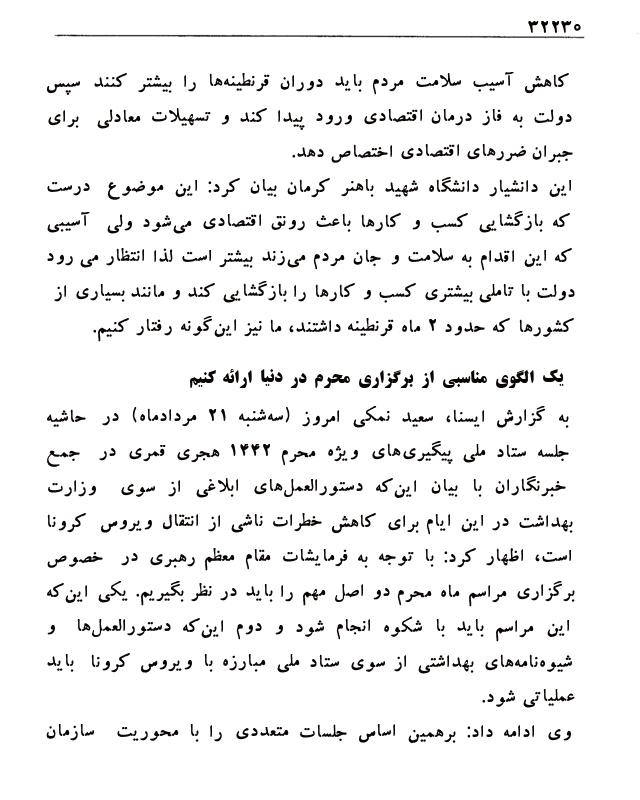 ۳۲۲۳۰
کاهش آسیب سلامت مردم باید دوران قرنطینه‌ها را بیشتر کنند سپس
دولت به فاز درمان اقتصادی ورود پیدا کند و تسهیلات معادلی برای
جبران ضررهای اقتصادی اختصاص دهد.
این دانشیار دانشگاه شهید باهنر کرمان بیان کرد: این موضوع درست
که بازگشایی کسب و کارها باعث رونق اقتصادی می‌شود ولی آسیبی
که این اقدام به سلامت و جان مردم می‌زند بیشتر است لذا انتظار می رود
دولت با تاملی بیشتری کسب و کارها را بازگشایی کند و مانند بسیاری از
کشورها که حدود ۲ ماه قرنطینه داشتند، ما نیز این‌گونه رفتار کنیم.
یک الگوی مناسبی از برگزاری محرم در دنیا ارائه کنیم
به گزارش ایسنا، سعید نمکی امروز (سه‌شنبه ۲۱ مردادماه) در حاشیه
جلسه ستاد ملی پیگیری‌های ویژه محرم ۱۴۴۲ هجری قمری در جمع
خبرنگاران با بیان این‌که دستورالعمل‌های ابلاغی از سوی وزارت
بهداشت در این ایام برای کاهش خطرات ناشی از انتقال ویروس کرونا
است، اظهار کرد: با توجه به فرمایشات مقام معظم رهبری در خصوص
برگزاری مراسم ماه محرم دو اصل مهم را باید در نظر بگیریم. یکی این‌که
این مراسم باید با شکوه انجام شود و دوم این‌که دستورالعمل‌ها و
شیوه‌نامه‌های بهداشتی از سوی ستاد ملی مبارزه با ویروس کرونا باید
عملیاتی شود.
وی ادامه داد: برهمین اساس جلسات متعددی را با محوریت سازمان